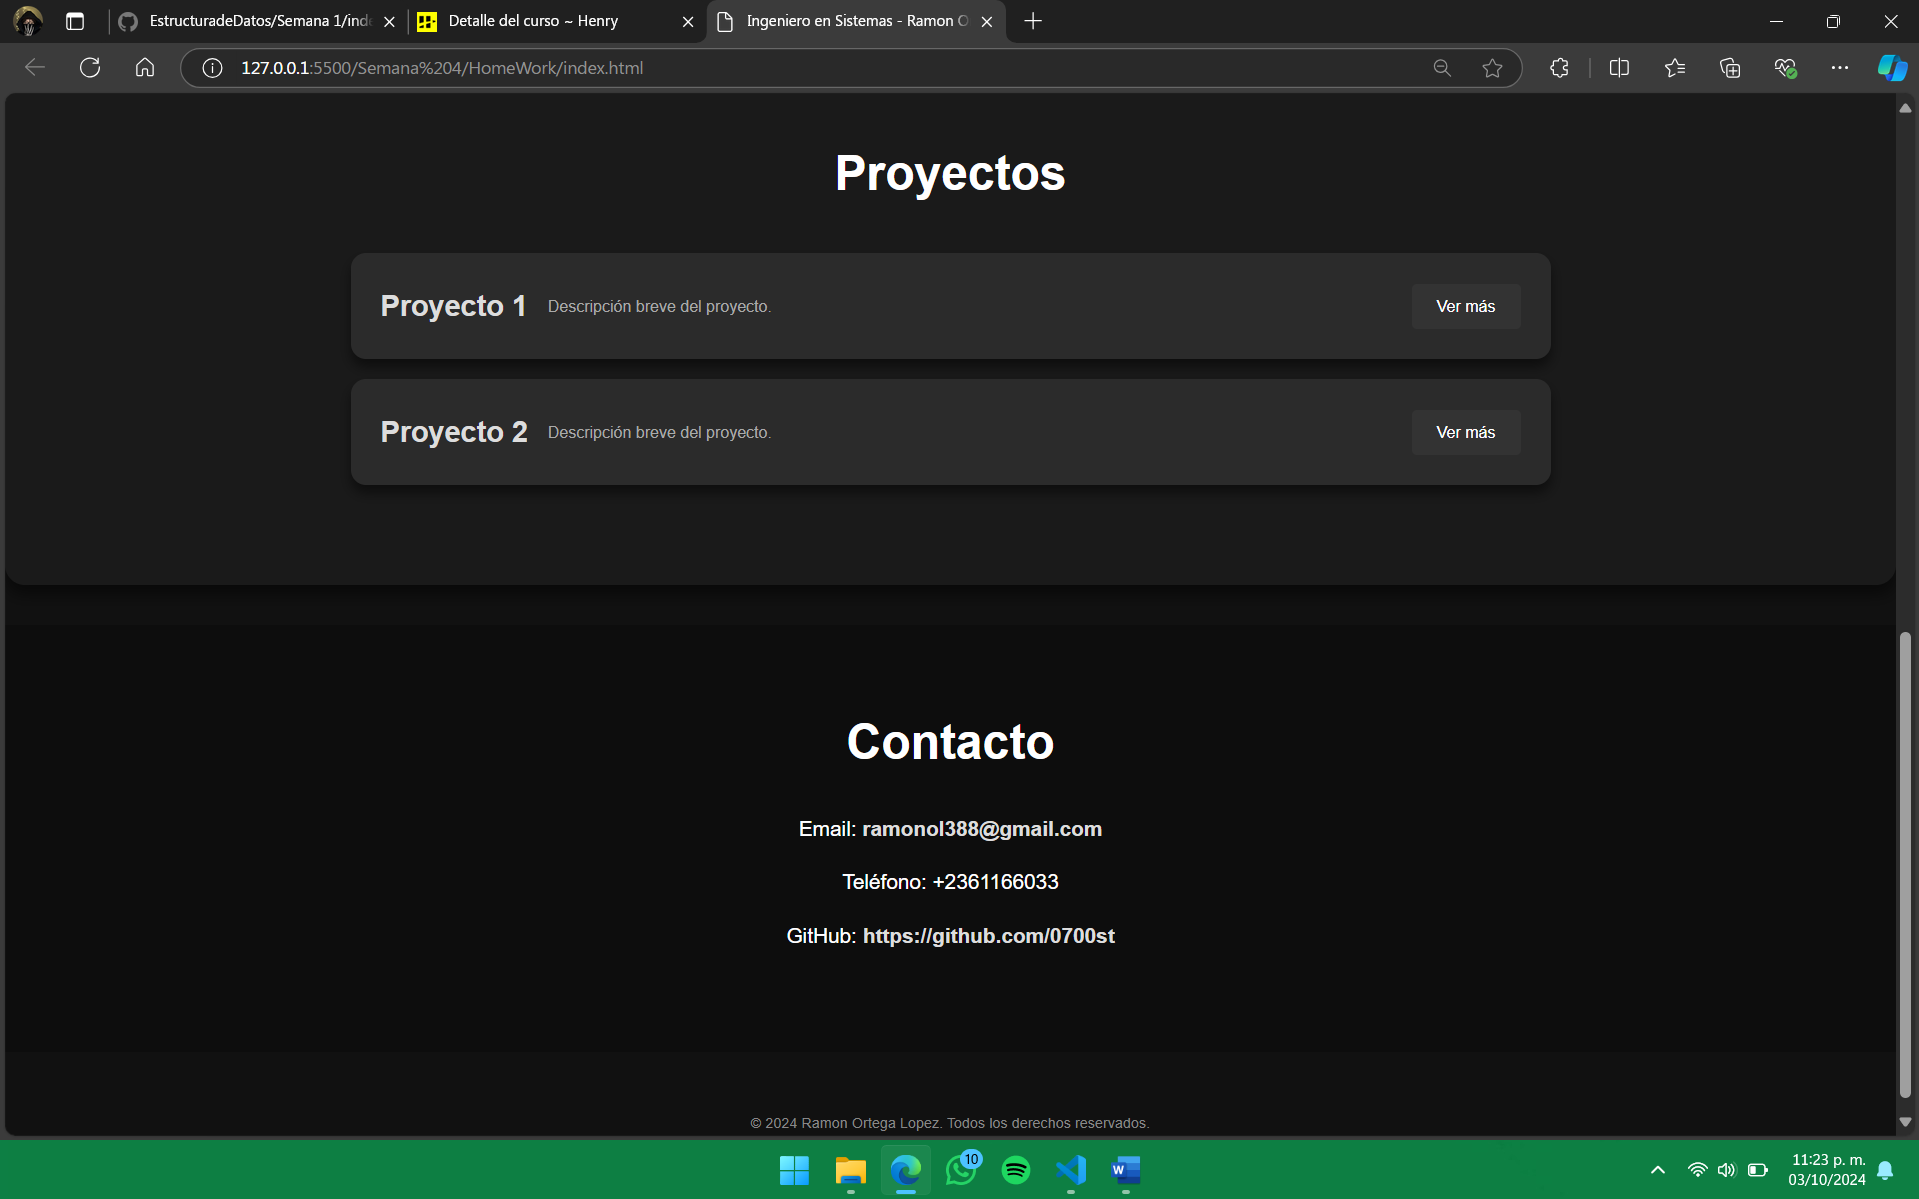 EstructuradeDatos/Semana 1/inde
Detalle del curso ~ Henry
Ingeniero en Sistemas - Ramon O
127.0.0.1:5500/Semana%204/HomeWork/index.html
Proyectos
Proyecto 1 Descripción breve del proyecto. Ver más
Proyecto 2 Descripción breve del proyecto. Ver más
Contacto
Email: ramonol388@gmail.com
Teléfono: +2361166033
GitHub: https://github.com/0700st
© 2024 Ramon Ortega Lopez. Todos los derechos reservados.
10
W
11:23 p. m.
03/10/2024